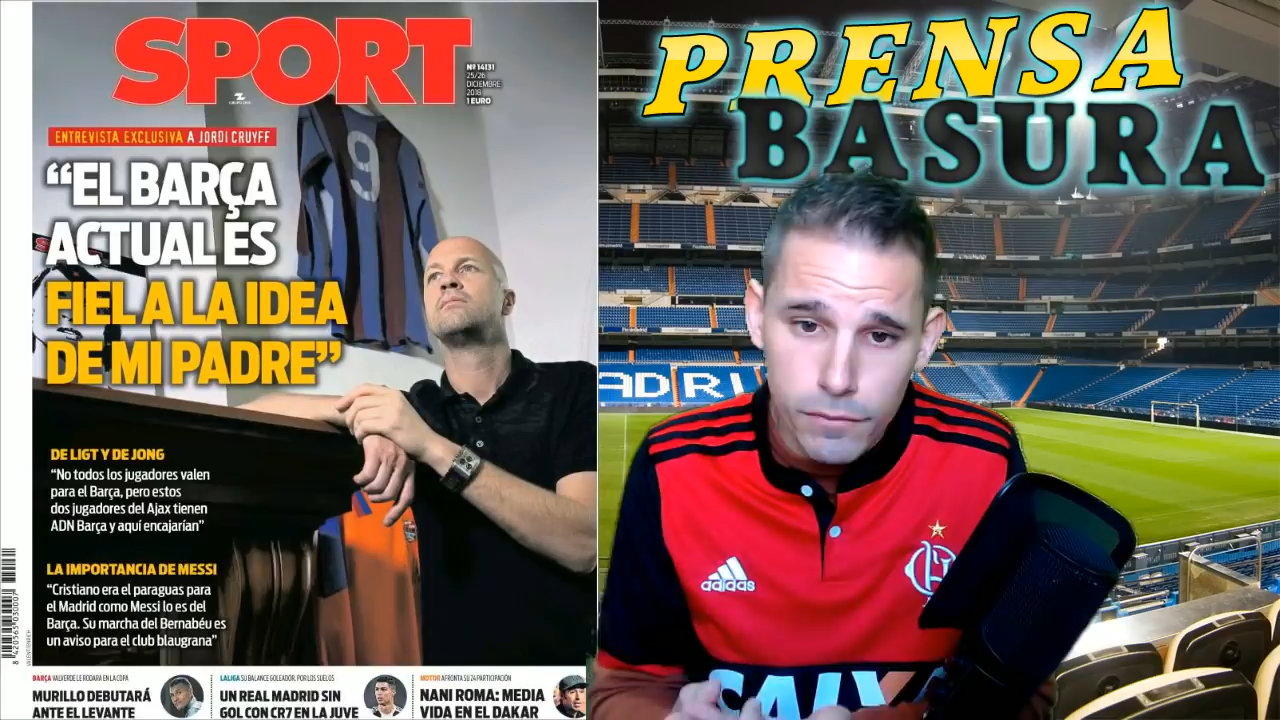 SPORT
Nº 14131
25/26
DICIEMBRE
2018
1 EURO
ENTREVISTA EXCLUSIVA A JORDI CRUYFF
“EL BARÇA
ACTUAL ES
FIEL A LA IDEA
DE MI PADRE”
9
DE LIGT Y DE JONG
“No todos los jugadores valen
para el Barça, pero estos
dos jugadores del Ajax tienen
ADN Barça y aquí encajarían”
LA IMPORTANCIA DE MESSI
“Cristiano era el paraguas para
el Madrid como Messi lo es del
Barça. Su marcha del Bernabéu es
un aviso para el club blaugrana”
BARÇA VALVERDE LE RODARÁ EN LA COPA
MURILLO DEBUTARÁ
ANTE EL LEVANTE
LALIGA SU BALANCE GOLEADOR, POR LOS SUELOS
UN REAL MADRID SIN
GOL CON CR7 EN LA JUVE
MOTOR AFRONTA SU 24 PARTICIPACIÓN
NANI ROMA: MEDIA
VIDA EN EL DAKAR
PRENSA
BASURA
ADRI
adidas